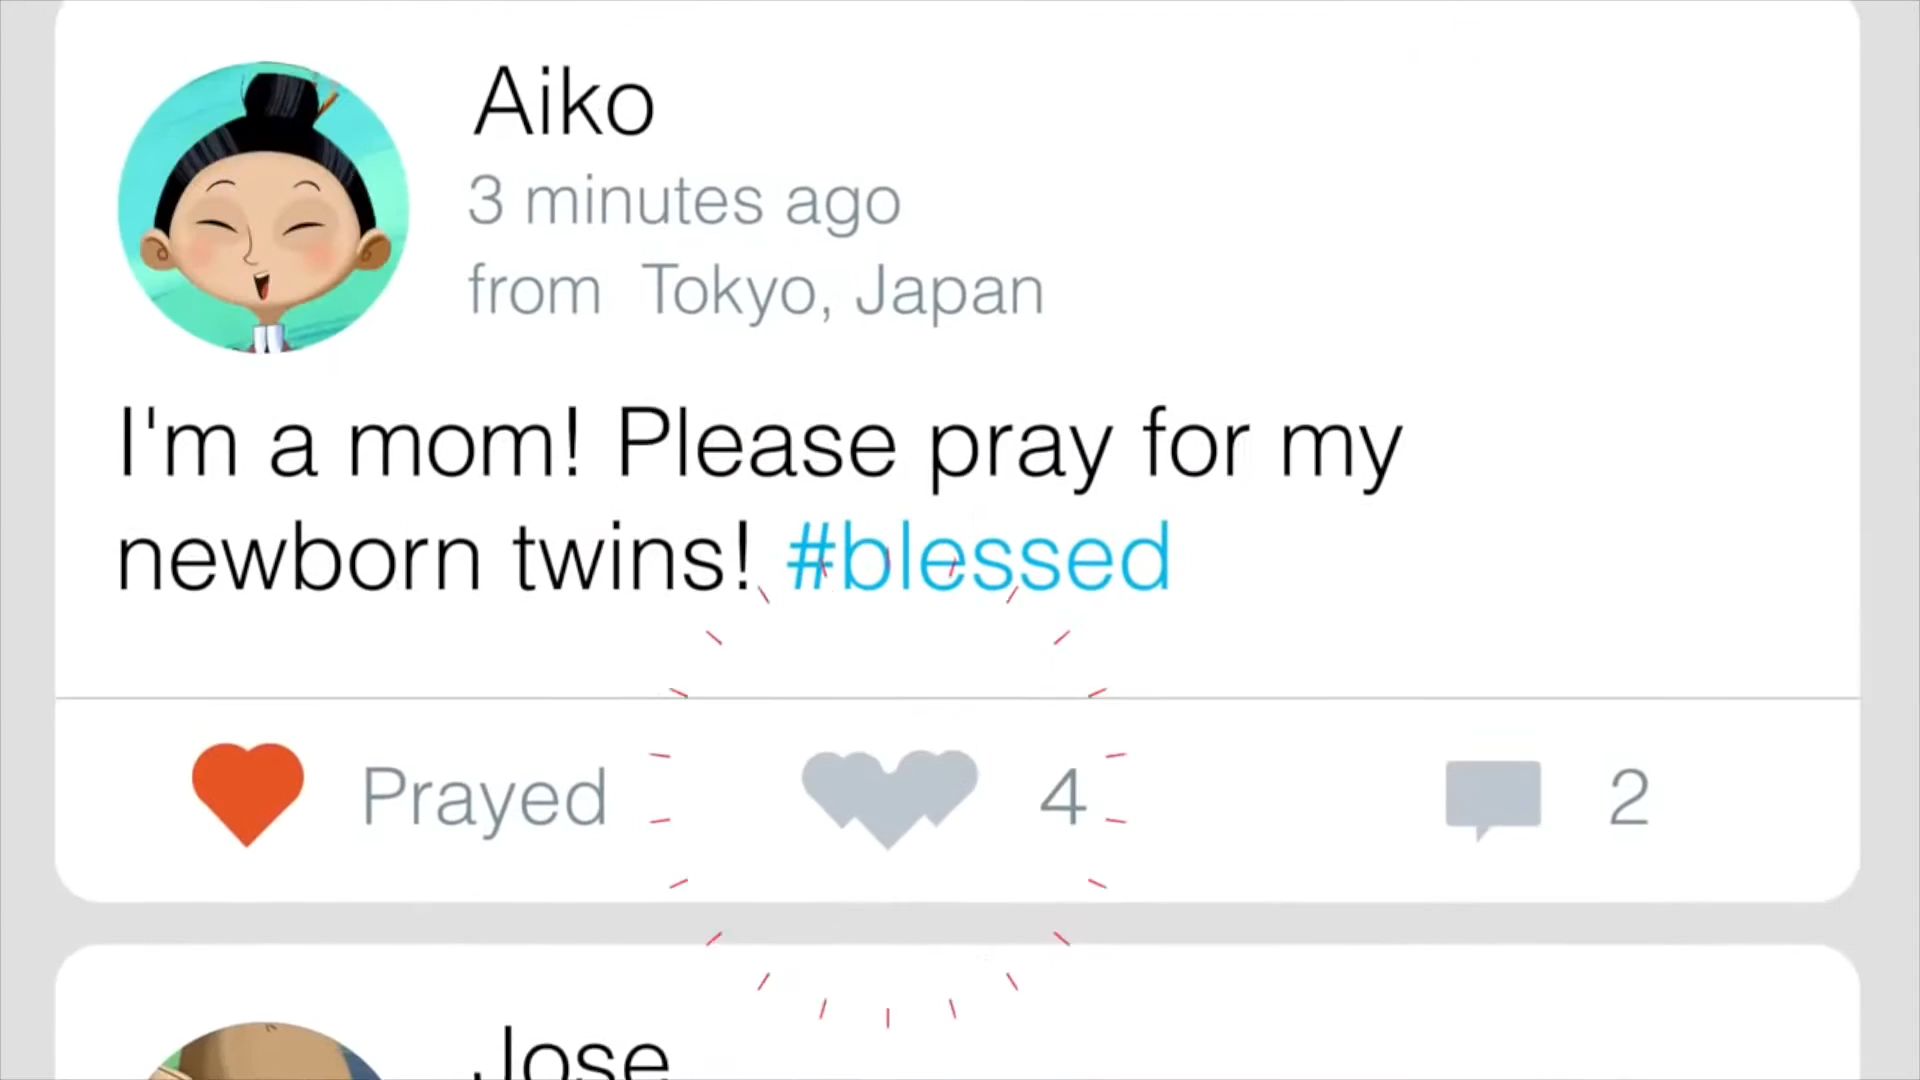 Aiko
3 minutes ago
from Tokyo, Japan
I'm a mom! Please pray for my
newborn twins! #blessed
Prayed
4
2
Jose